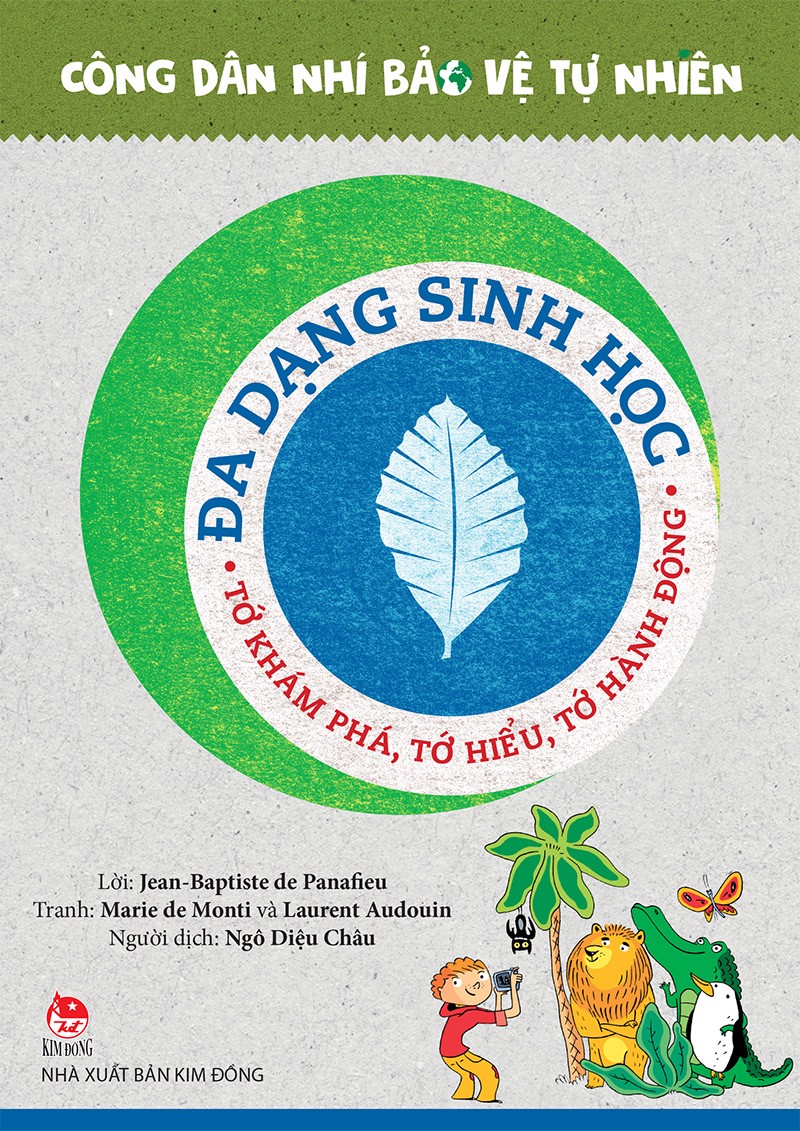 CÔNG DÂN NHÍ BẢO VỆ TỰ NHIÊN
ĐA DẠNG SINH HỌC
• TỚ KHÁM PHÁ, TỚ HIỂU, TỚ HÀNH ĐỘNG •
Lời: Jean-Baptiste de Panafieu
Tranh: Marie de Monti và Laurent Audouin
Người dịch: Ngô Diệu Châu
KIM ĐỒNG
NHÀ XUẤT BẢN KIM ĐỒNG